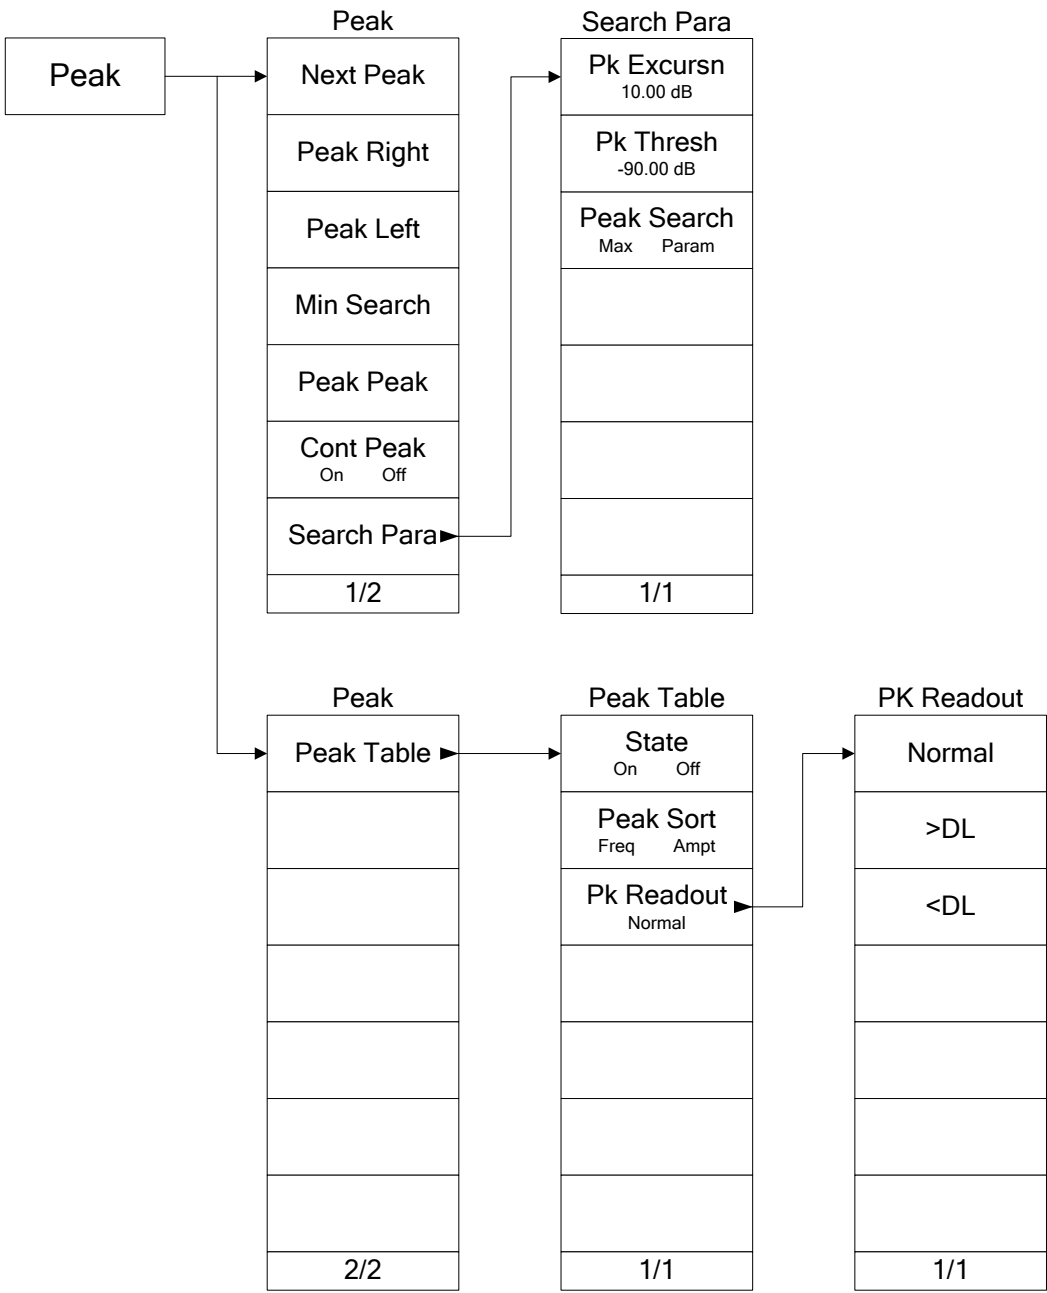 Peak
Peak
Next Peak
Peak Right
Peak Left
Min Search
Peak Peak
Cont Peak
On Off
Search Para
1/2
Search Para
Pk Excursn
10.00 dB
Pk Thresh
-90.00 dB
Peak Search
Max Param
1/1
Peak
Peak Table
2/2
Peak Table
State
On Off
Peak Sort
Freq Ampt
Pk Readout
Normal
1/1
PK Readout
Normal
>DL
<DL
1/1